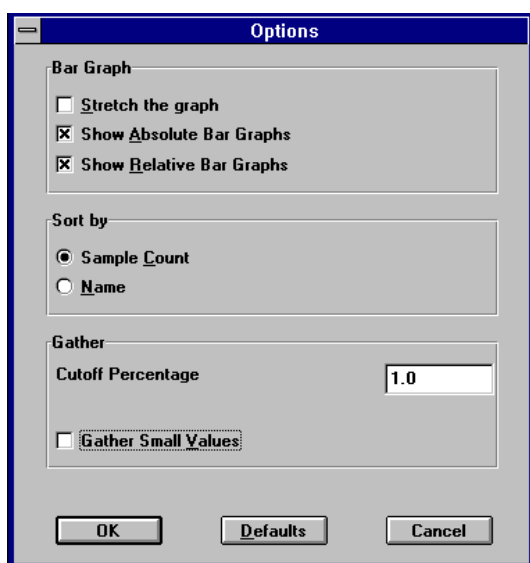 Options
Bar Graph
Stretch the graph
Show Absolute Bar Graphs
Show Relative Bar Graphs
Sort by
Sample Count
Name
Gather
Cutoff Percentage 1.0
Gather Small Values
OK Defaults Cancel